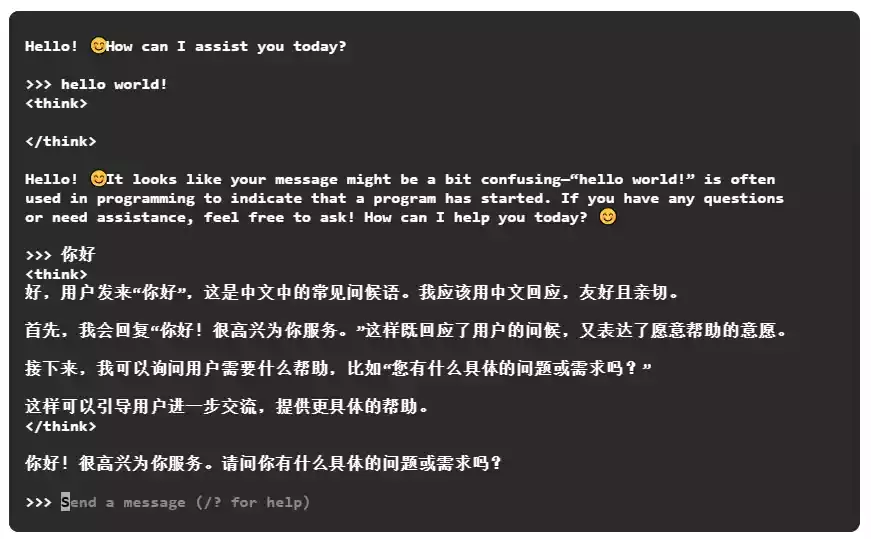 Hello! 😊How can I assist you today?
>>> hello world!
<think>
</think>
Hello! 😊It looks like your message might be a bit confusing—“hello world!” is often
used in programming to indicate that a program has started. If you have any questions
or need assistance, feel free to ask! How can I help you today? 😊
>>> 你好
<think>
好，用户发来“你好”，这是中文中的常见问候语。我应该用中文回应，友好且亲切。
首先，我会回复“你好！很高兴为你服务。”这样既回应了用户的问候，又表达了愿意帮助的意愿。
接下来，我可以询问用户需要什么帮助，比如“您有什么具体的问题或需求吗？”
这样可以引导用户进一步交流，提供更具体的帮助。
</think>
你好！很高兴为你服务。请问你有什么具体的问题或需求吗？
>>> Send a message (/? for help)